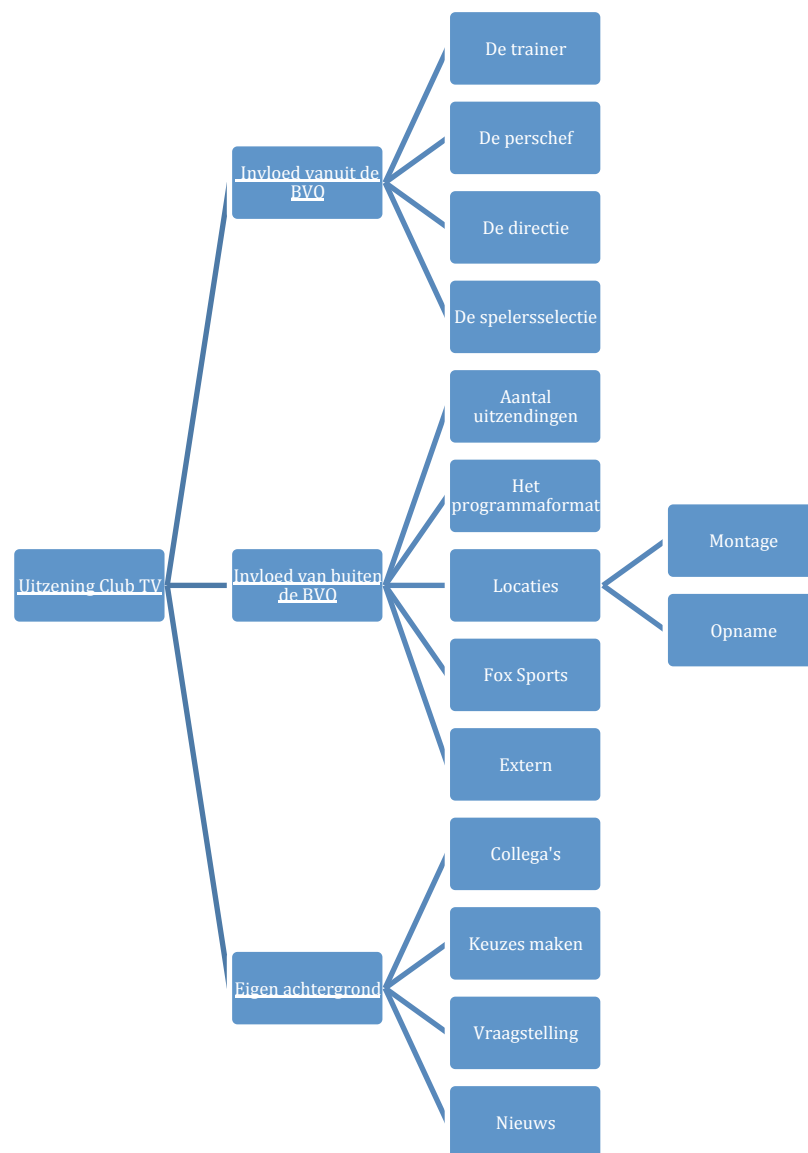 De trainer
De perschef
Invloed vanuit de
BVO
De directie
De spelersselectie
Aantal
uitzendingen
Het
programmaformat
Montage
Uitzening Club TV
Invloed van buiten
de BVO
Locaties
Opname
Fox Sports
Extern
Collega's
Keuzes maken
Eigen achtergrond
Vraagstelling
Nieuws